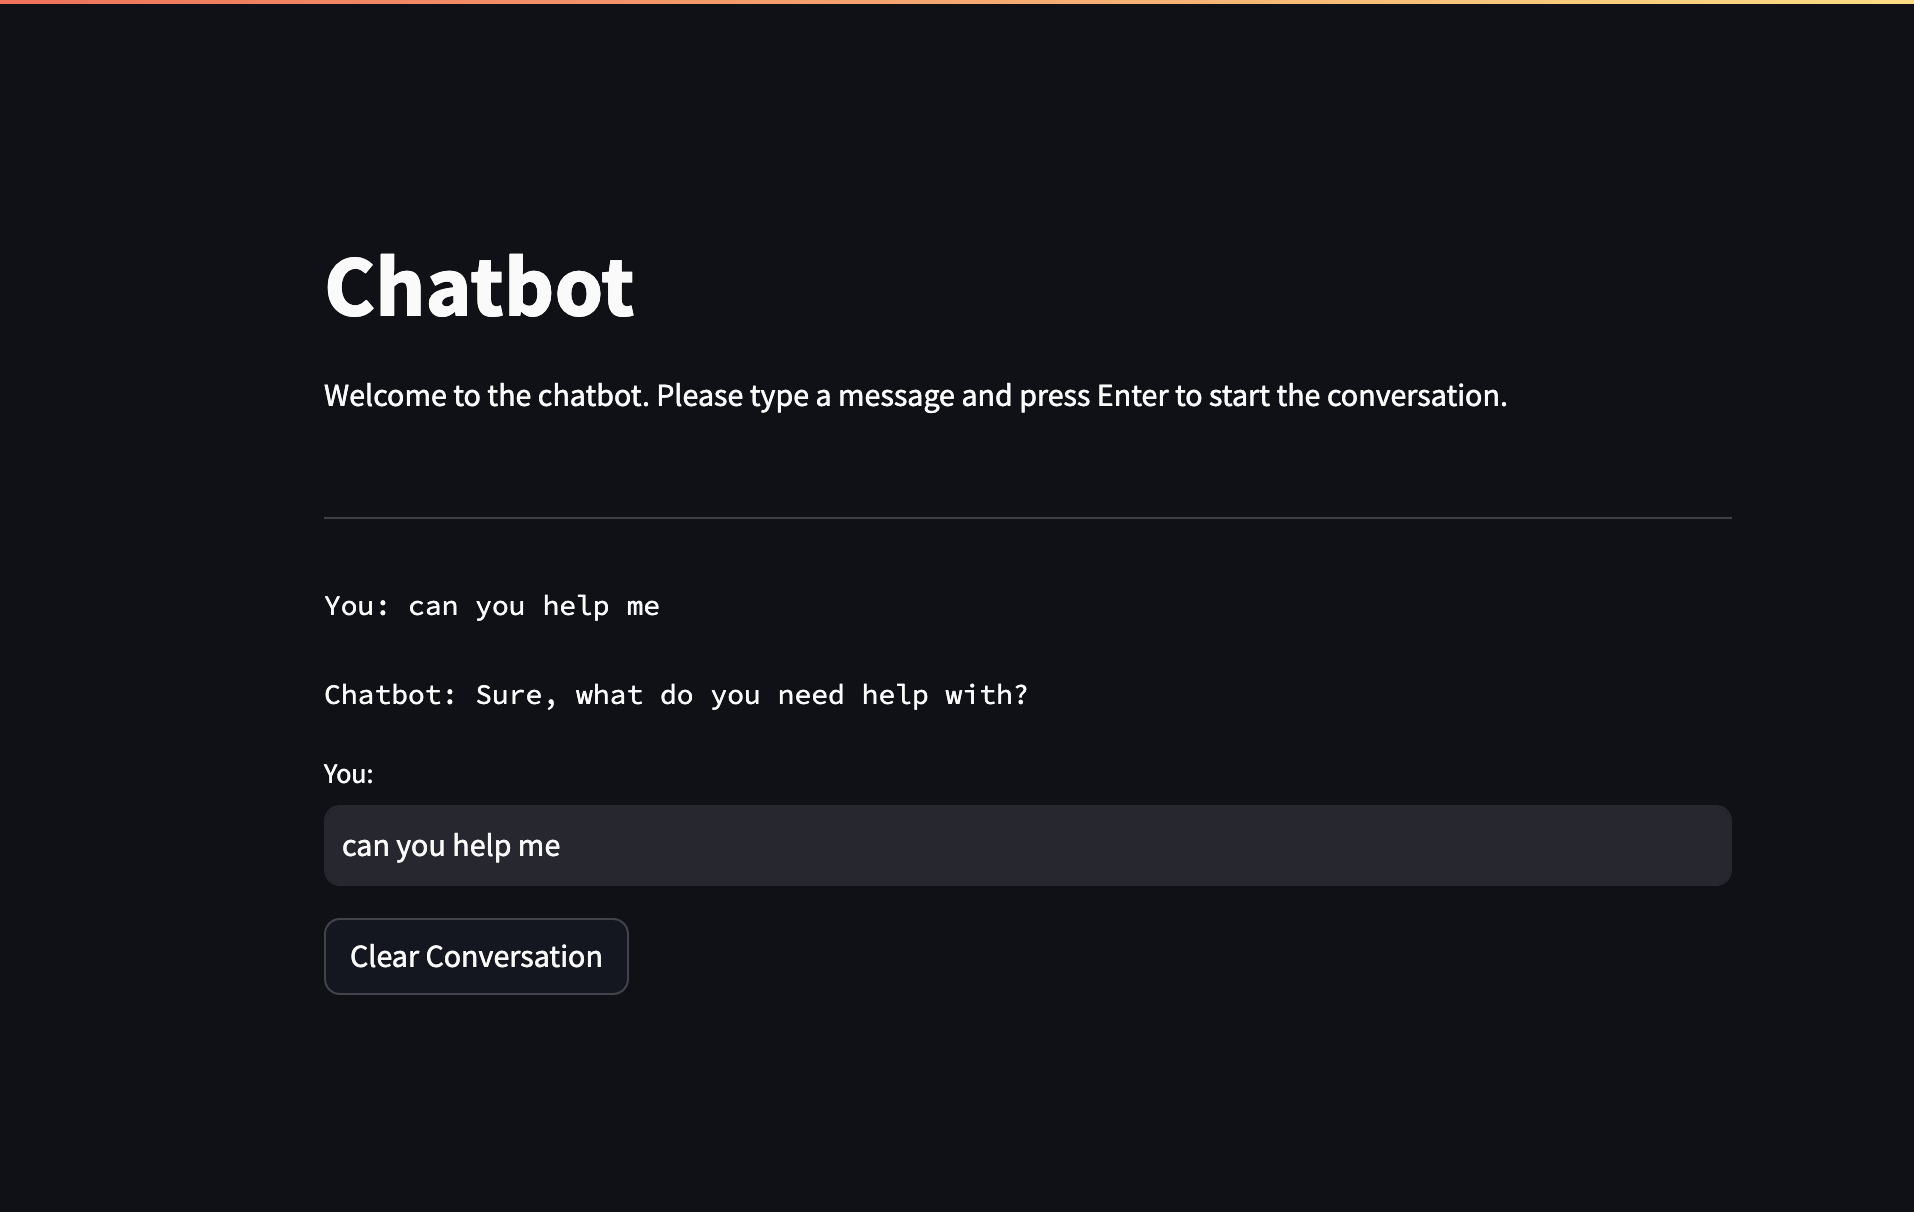 Chatbot
Welcome to the chatbot. Please type a message and press Enter to start the conversation.
You: can you help me
Chatbot: Sure, what do you need help with?
You:
can you help me
Clear Conversation